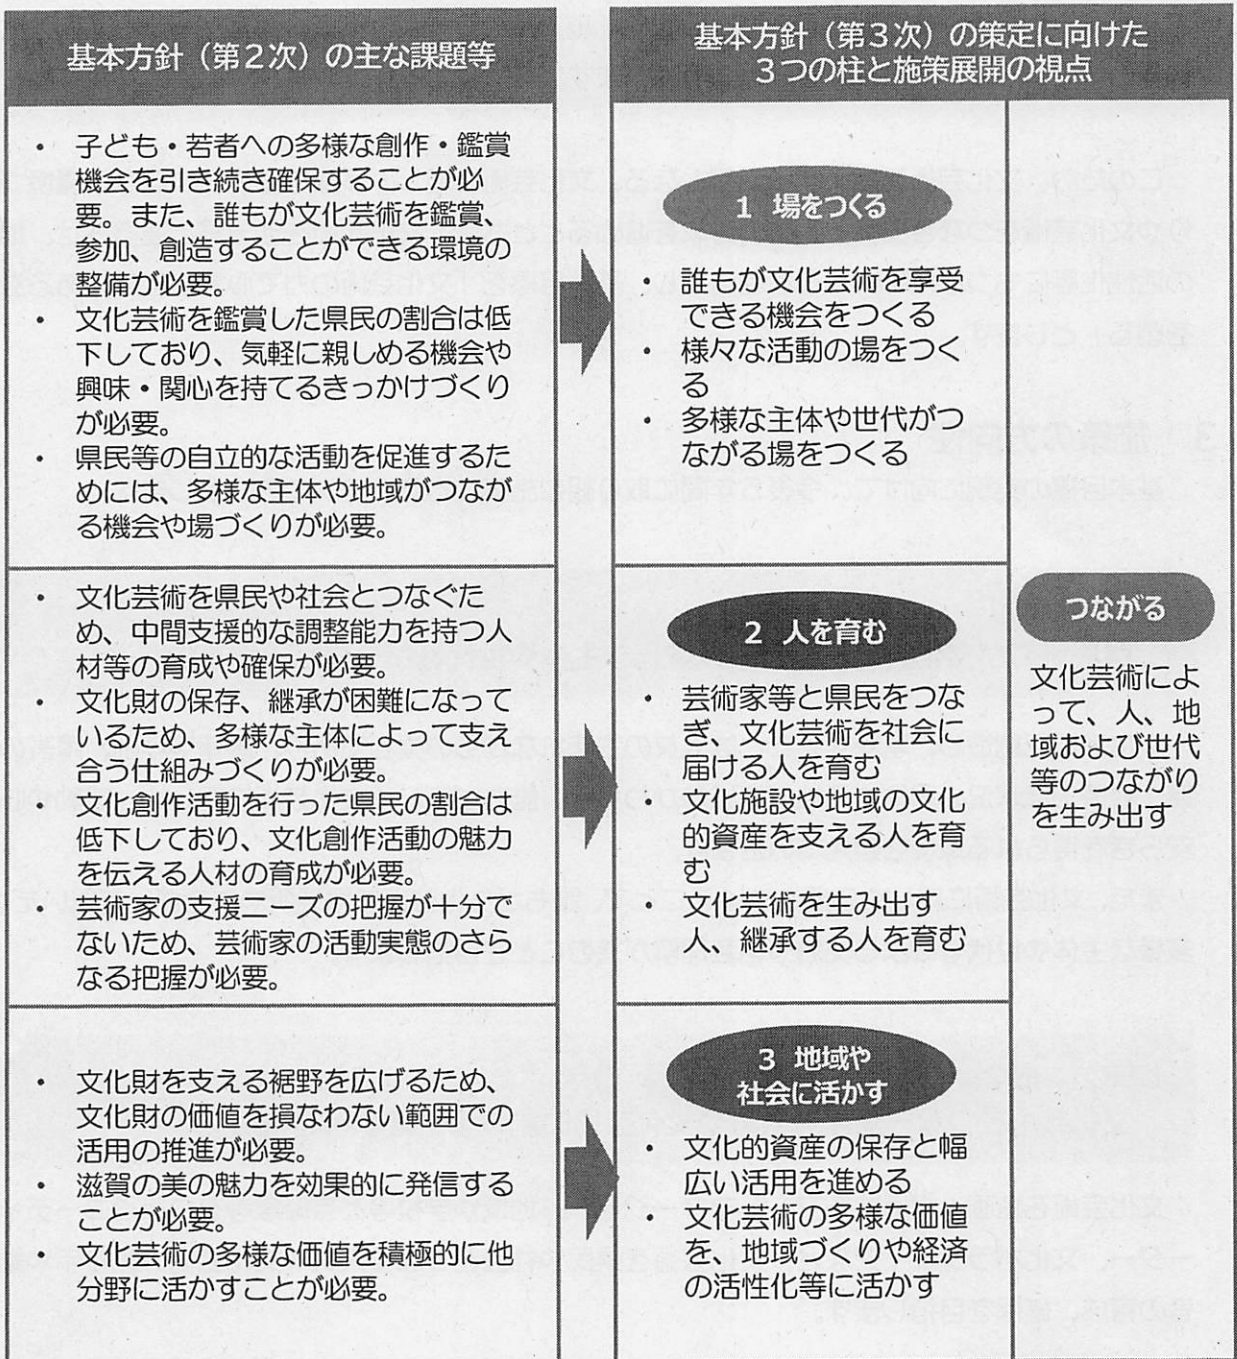 基本方針（第２次）の主な課題等
基本方針（第３次）の策定に向けた
３つの柱と施策展開の視点
・ 子ども・若者への多様な創作・鑑賞
機会を引き続き確保することが必
要。また、誰もが文化芸術を鑑賞、
参加、創造することができる環境の
整備が必要。
・ 文化芸術を鑑賞した県民の割合は低
下しており、気軽に親しめる機会や
興味・関心を持てるきっかけづくり
が必要。
・ 県民等の自立的な活動を促進するた
めには、多様な主体や地域がつなが
る機会や場づくりが必要。
1 場をつくる
・ 誰もが文化芸術を享受
できる機会をつくる
・ 様々な活動の場をつく
る
・ 多様な主体や世代がつ
ながる場をつくる
・ 文化芸術を県民や社会とつなぐた
め、中間支援的な調整能力を持つ人
材等の育成や確保が必要。
・ 文化財の保存、継承が困難になって
いるため、多様な主体によって支え
合う仕組みづくりが必要。
・ 文化創作活動を行った県民の割合は
低下しており、文化創作活動の魅力
を伝える人材の育成が必要。
・ 芸術家の支援ニーズの把握が十分で
ないため、芸術家の活動実態のさら
なる把握が必要。
2 人を育む
・ 芸術家等と県民をつな
ぎ、文化芸術を社会に
届ける人を育む
・ 文化施設や地域の文化
的資産を支える人を育
む
・ 文化芸術を生み出す
人、継承する人を育む
・ 文化財を支える裾野を広げるため、
文化財の価値を損なわない範囲での
活用の推進が必要。
・ 滋賀の美の魅力を効果的に発信する
ことが必要。
・ 文化芸術の多様な価値を積極的に他
分野に活かすことが必要。
3 地域や
社会に活かす
・ 文化的資産の保存と幅
広い活用を進める
・ 文化芸術の多様な価値
を、地域づくりや経済
の活性化等に活かす
つながる
文化芸術によ
って、人、地
域および世代
等のつながり
を生み出す